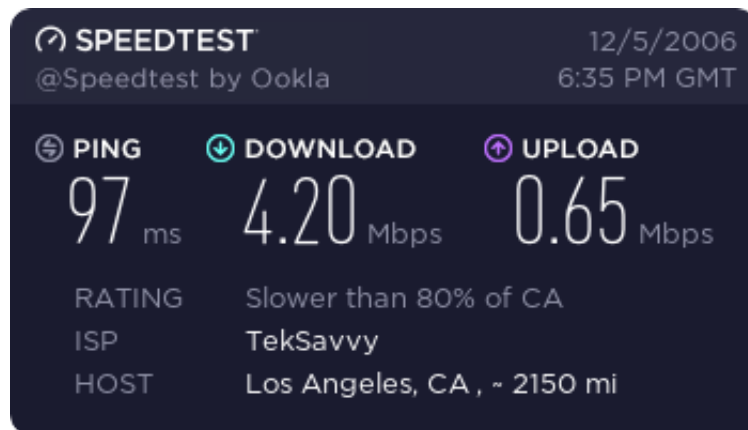 SPEEDTEST 12/5/2006
@Speedtest by Ookla 6:35 PM GMT
PING DOWNLOAD UPLOAD
97 ms 4.20 Mbps 0.65 Mbps
RATING Slower than 80% of CA
ISP TekSavvy
HOST Los Angeles, CA , ~ 2150 mi